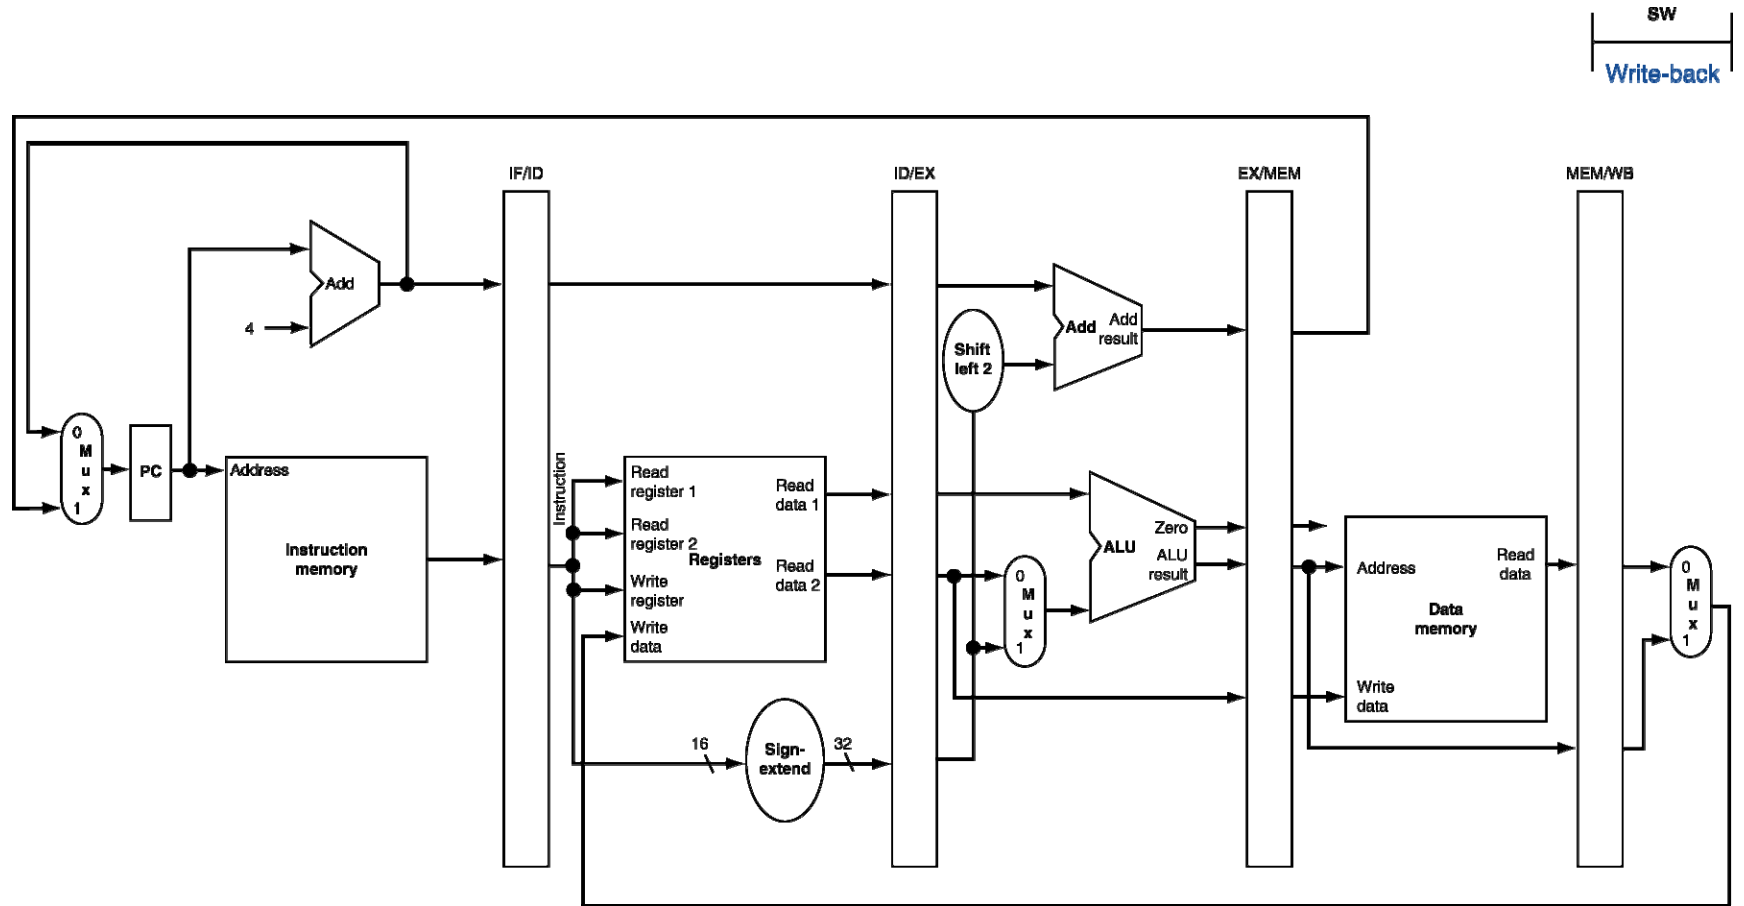 SW
Write-back
IF/ID
ID/EX
EX/MEM
MEM/WB
Add
4
Add
Add
result
Shift
left 2
0
M
u
x
1
PC
Address
Instruction
memory
Instruction
Read
register 1
Read
register 2
Write
register
Write
data
Registers
Read
data 1
Read
data 2
16
Sign-
extend
32
0
M
u
x
1
ALU
Zero
ALU
result
Address
Write
data
Data
memory
Read
data
0
M
u
x
1